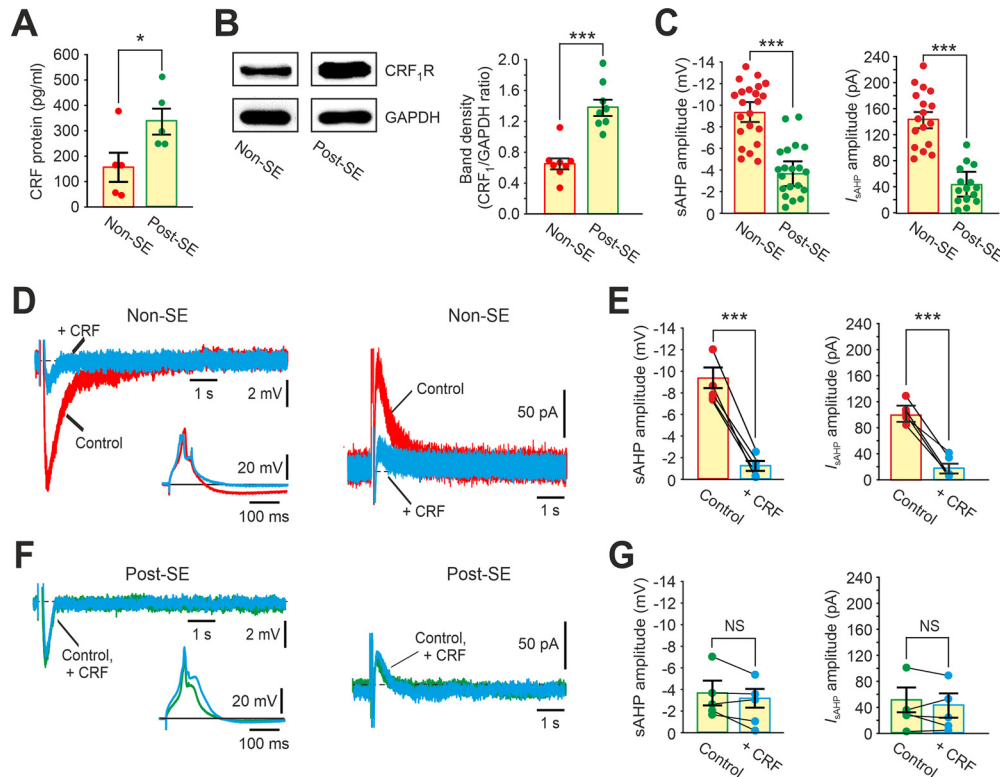 A
CRF protein (pg/ml)
600
500
400
300
200
100
0
*
Non-SE
Post-SE
B
CRF₁R
GAPDH
Non-SE
Post-SE
Band density
(CRF₁/GAPDH ratio)
2.0
1.6
1.2
0.8
0.4
0.0
***
Non-SE
Post-SE
C
sAHP amplitude (mV)
-14
-12
-10
-8
-6
-4
-2
0
***
Non-SE
Post-SE
IsAHP amplitude (pA)
240
200
160
120
80
40
0
***
Non-SE
Post-SE
D
Non-SE
+ CRF
Control
1 s
2 mV
20 mV
100 ms
Non-SE
Control
+ CRF
50 pA
1 s
E
sAHP amplitude (mV)
-14
-12
-10
-8
-6
-4
-2
0
***
Control
+ CRF
IsAHP amplitude (pA)
240
200
160
120
80
40
0
***
Control
+ CRF
F
Post-SE
Control,
+ CRF
1 s
2 mV
20 mV
100 ms
Post-SE
Control,
+ CRF
50 pA
1 s
G
sAHP amplitude (mV)
-14
-12
-10
-8
-6
-4
-2
0
NS
Control
+ CRF
IsAHP amplitude (pA)
240
200
160
120
80
40
0
NS
Control
+ CRF